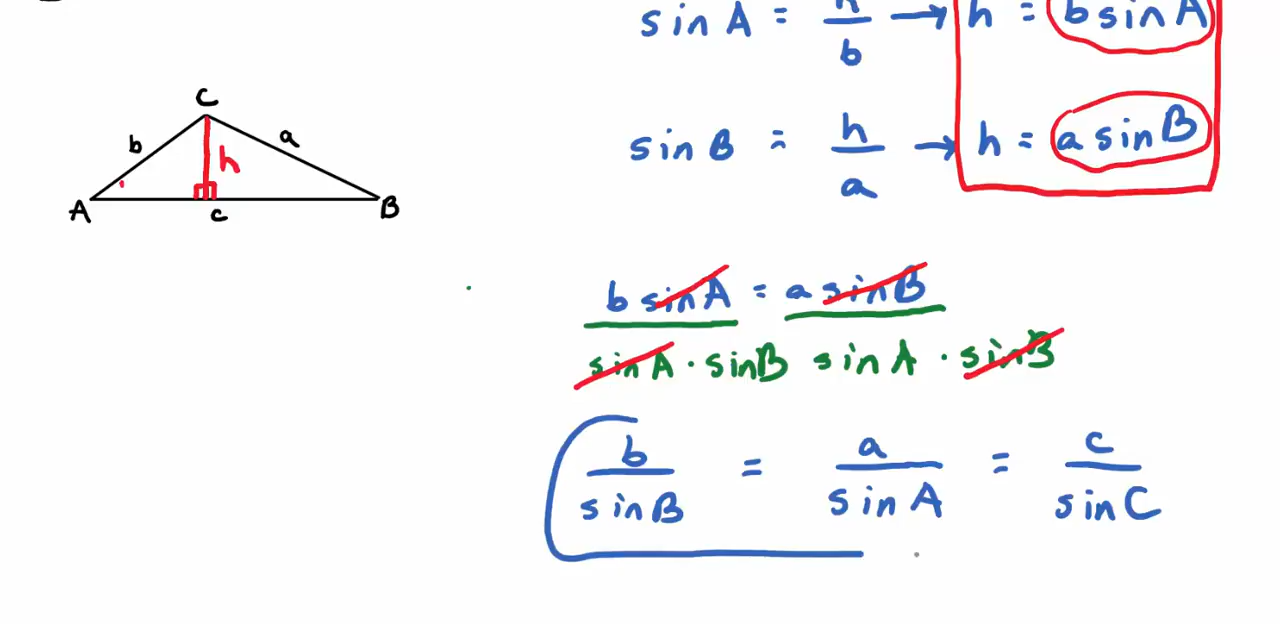 sin A = h/b → h = b sin A
C
b a
h
A c B
sin B = h/a → h = a sin B
b sin A = a sin B
sin A · sin B sin A · sin B
b/sin B = a/sin A = c/sin C